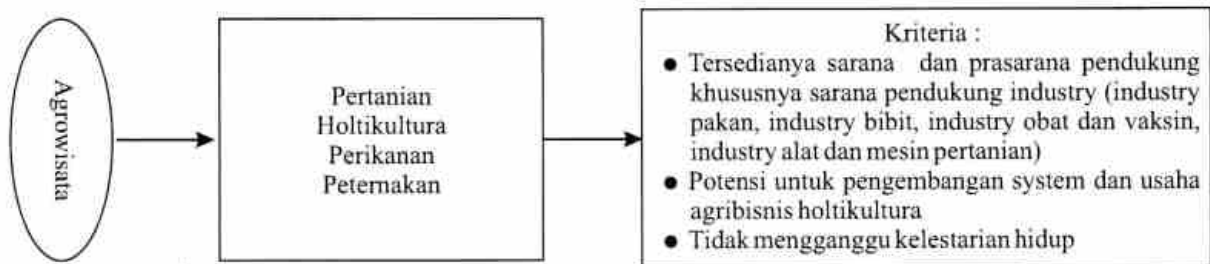 Agrowisata
Pertanian
Holtikultura
Perikanan
Peternakan
Kriteria :
● Tersedianya sarana dan prasarana pendukung
khususnya sarana pendukung industry (industry
pakan, industry bibit, industry obat dan vaksin,
industry alat dan mesin pertanian)
● Potensi untuk pengembangan system dan usaha
agribisnis holtikultura
● Tidak mengganggu kelestarian hidup